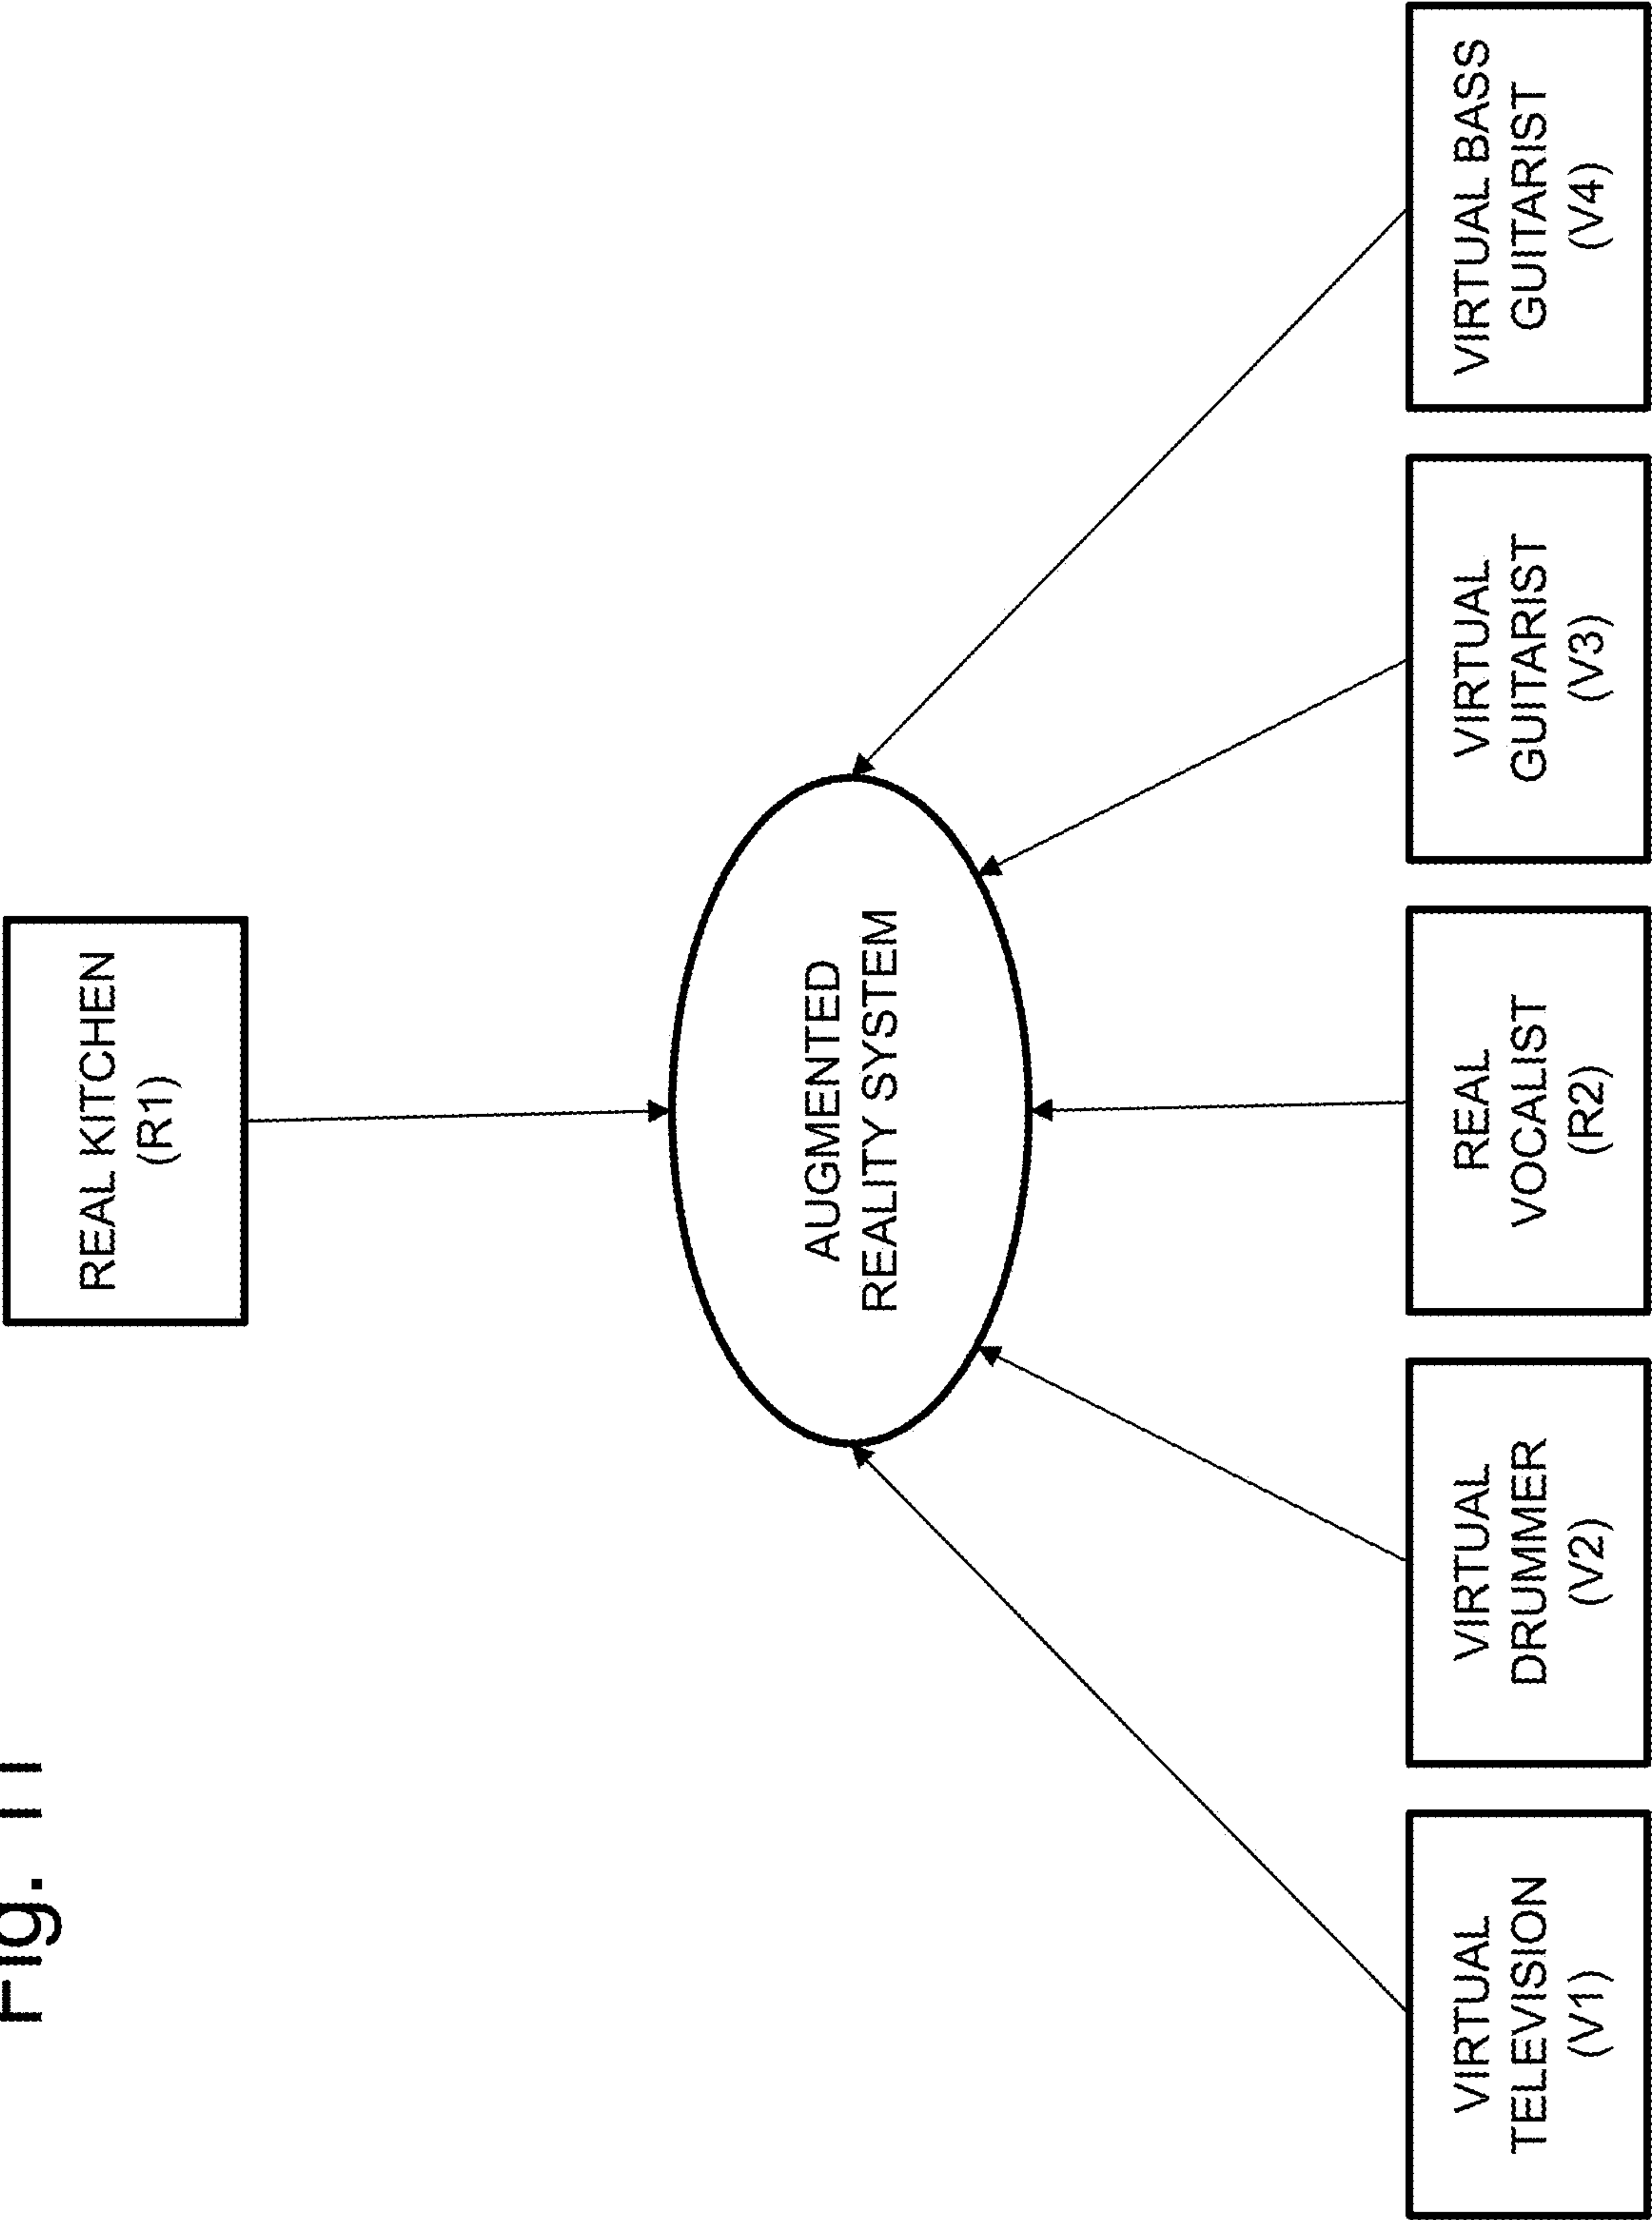 Fig. 11
REAL KITCHEN
(R1)
AUGMENTED
REALITY SYSTEM
VIRTUAL
TELEVISION
(V1)
VIRTUAL
DRUMMER
(V2)
REAL
VOCALIST
(R2)
VIRTUAL
GUITARIST
(V3)
VIRTUAL BASS
GUITARIST
(V4)